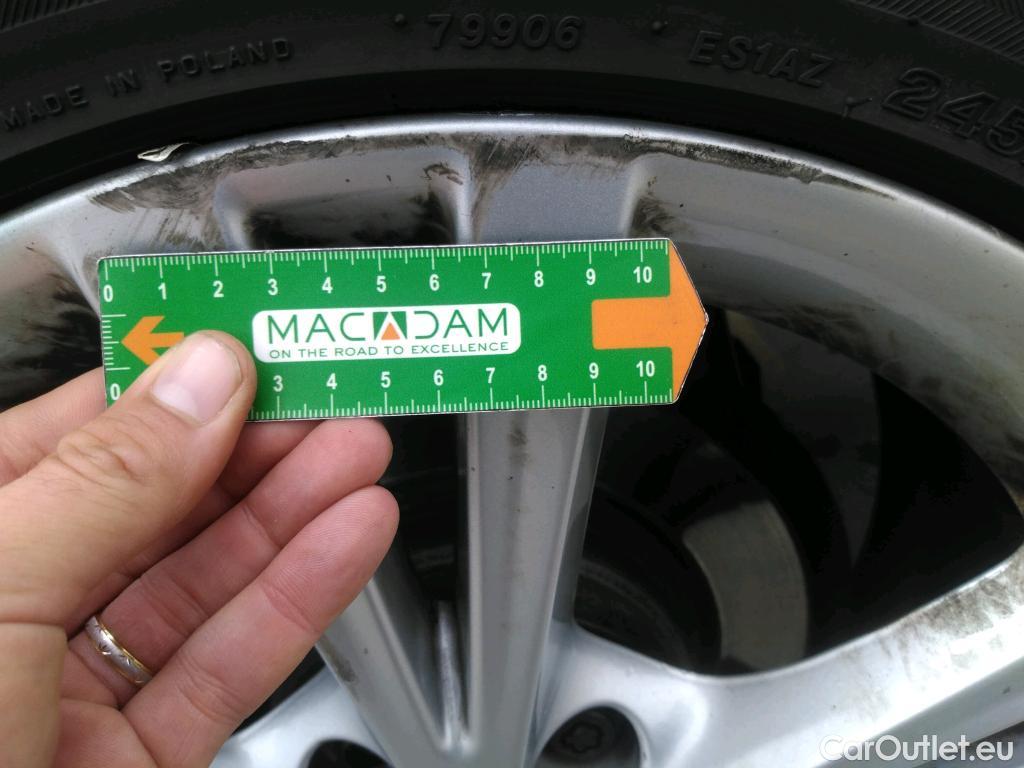 MADE IN POLAND
79906
ES1AZ
245
0 1 2 3 4 5 6 7 8 9 10
MACADAM
ON THE ROAD TO EXCELLENCE
0 3 4 5 6 7 8 9 10
CarOutlet.eu